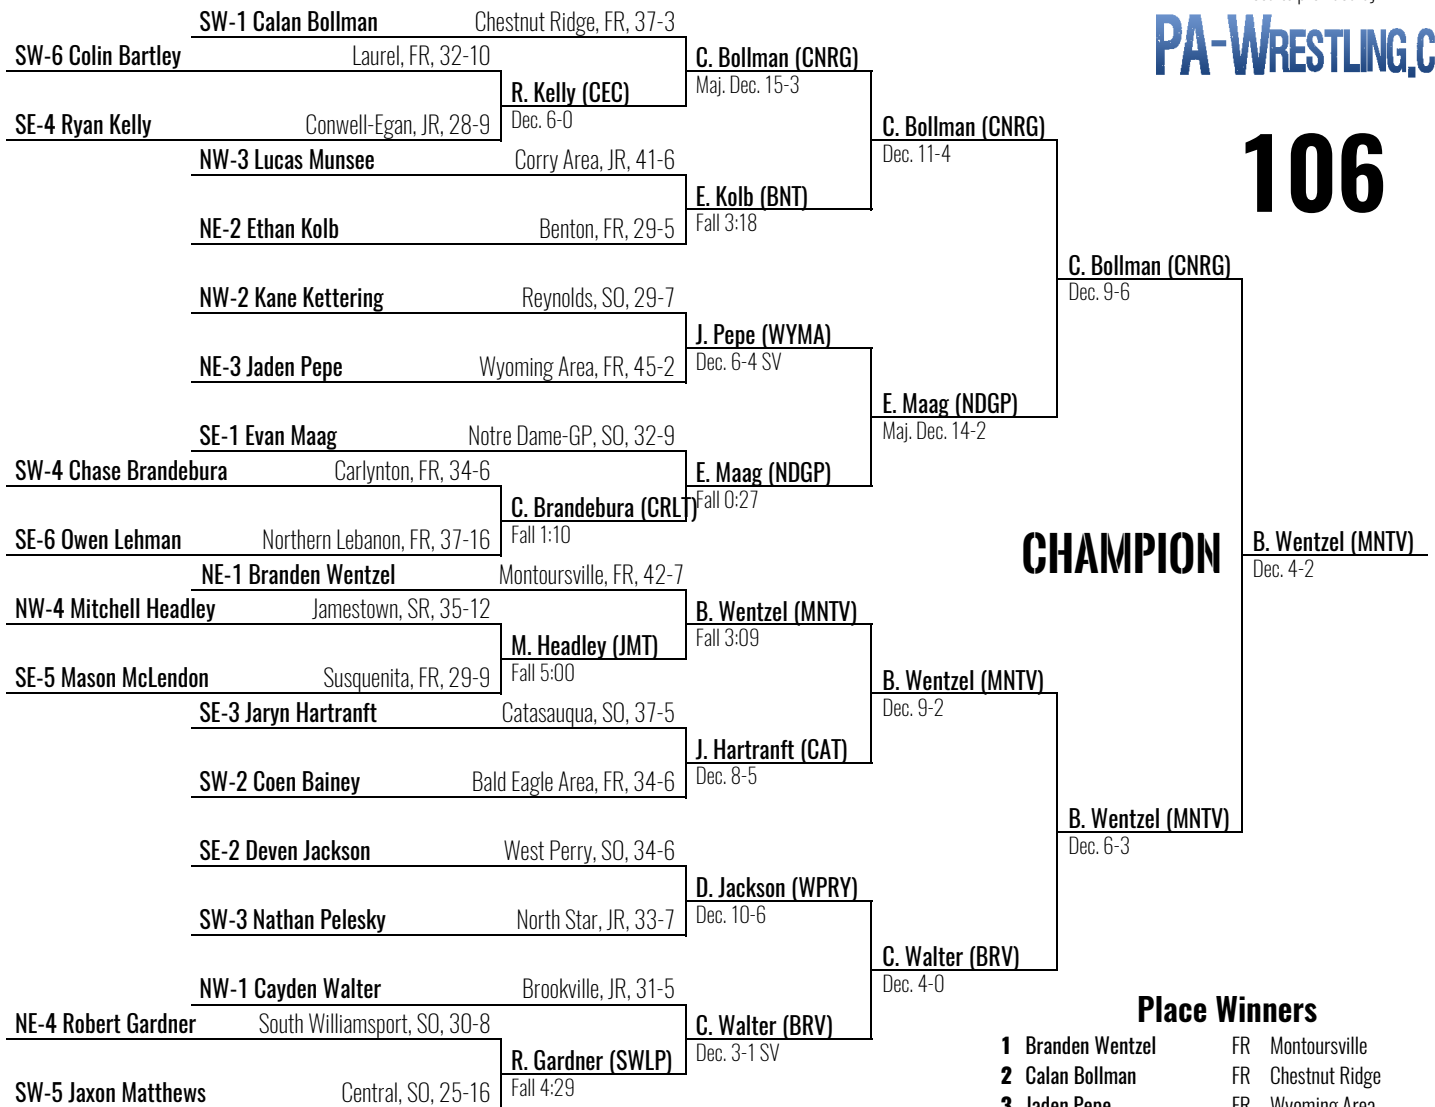 SW-1 Calan Bollman Chestnut Ridge, FR, 37-3
SW-6 Colin Bartley Laurel, FR, 32-10
C. Bollman (CNRG)
Maj. Dec. 15-3
R. Kelly (CEC)
Dec. 6-0
SE-4 Ryan Kelly Conwell-Egan, JR, 28-9
C. Bollman (CNRG)
Dec. 11-4
NW-3 Lucas Munsee Corry Area, JR, 41-6
E. Kolb (BNT)
Fall 3:18
NE-2 Ethan Kolb Benton, FR, 29-5
PA-WRESTLING.C
106
C. Bollman (CNRG)
Dec. 9-6
NW-2 Kane Kettering Reynolds, SO, 29-7
J. Pepe (WYMA)
Dec. 6-4 SV
NE-3 Jaden Pepe Wyoming Area, FR, 45-2
E. Maag (NDGP)
Maj. Dec. 14-2
SE-1 Evan Maag Notre Dame-GP, SO, 32-9
SW-4 Chase Brandebura Carlynton, FR, 34-6
E. Maag (NDGP)
Fall 0:27
C. Brandebura (CRLT)
Fall 1:10
SE-6 Owen Lehman Northern Lebanon, FR, 37-16
CHAMPION
B. Wentzel (MNTV)
Dec. 4-2
NE-1 Branden Wentzel Montoursville, FR, 42-7
NW-4 Mitchell Headley Jamestown, SR, 35-12
B. Wentzel (MNTV)
Fall 3:09
M. Headley (JMT)
Fall 5:00
SE-5 Mason McLendon Susquenita, FR, 29-9
B. Wentzel (MNTV)
Dec. 9-2
SE-3 Jaryn Hartranft Catasauqua, SO, 37-5
J. Hartranft (CAT)
Dec. 8-5
SW-2 Coen Bainey Bald Eagle Area, FR, 34-6
B. Wentzel (MNTV)
Dec. 6-3
SE-2 Deven Jackson West Perry, SO, 34-6
D. Jackson (WPRY)
Dec. 10-6
SW-3 Nathan Pelesky North Star, JR, 33-7
C. Walter (BRV)
Dec. 4-0
NW-1 Cayden Walter Brookville, JR, 31-5
NE-4 Robert Gardner South Williamsport, SO, 30-8
C. Walter (BRV)
Dec. 3-1 SV
R. Gardner (SWLP)
Fall 4:29
SW-5 Jaxon Matthews Central, SO, 25-16
Place Winners
1 Branden Wentzel FR Montoursville
2 Calan Bollman FR Chestnut Ridge
3 Jaden Pepe FR Wyoming Area